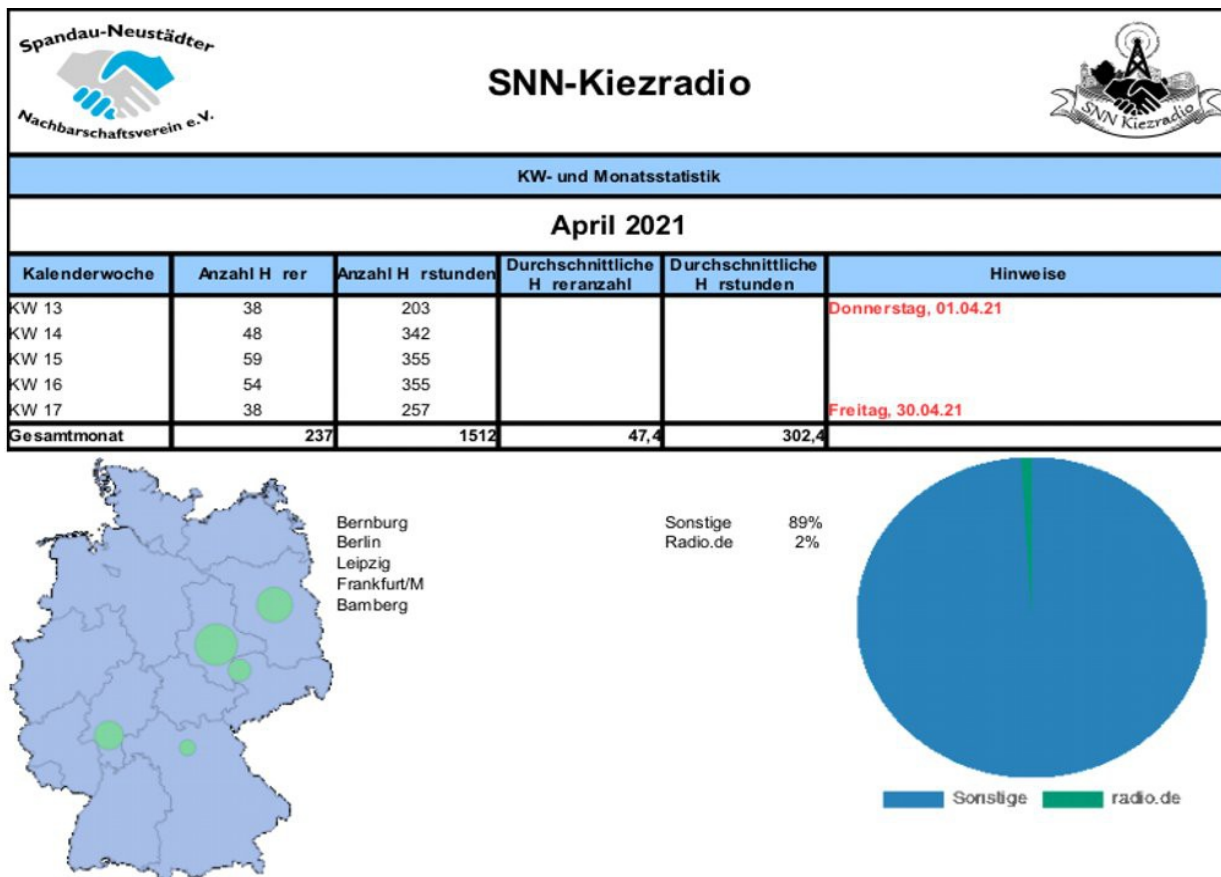 Spandau-Neustädter
Nachbarschaftsverein e.V.
SNN-Kiezradio
SNN Kiezradio
KW- und Monatsstatistik
April 2021
Kalenderwoche Anzahl H rer Anzahl H rstunden Durchschnittliche H reranzahl Durchschnittliche H rstunden Hinweise
KW 13 38 203 Donnerstag, 01.04.21
KW 14 48 342
KW 15 59 355
KW 16 54 355
KW 17 38 257 Freitag, 30.04.21
Gesamtmonat 237 1512 47,4 302,4
Bernburg Sonstige 89%
Berlin Radio.de 2%
Leipzig
Frankfurt/M
Bamberg
Sonstige radio.de